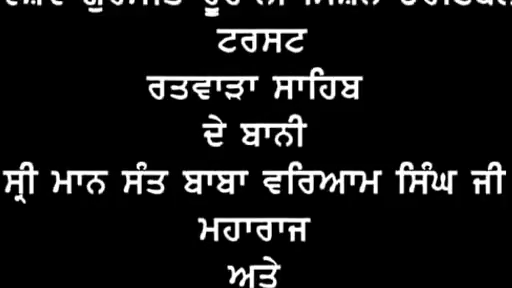 ਟਰਸਟ
ਰਤਵਾੜਾ ਸਾਹਿਬ
ਦੇ ਬਾਨੀ
ਸ੍ਰੀ ਮਾਨ ਸੰਤ ਬਾਬਾ ਵਰਿਆਮ ਸਿੰਘ ਜੀ
ਮਹਾਰਾਜ
ਅਤੇ